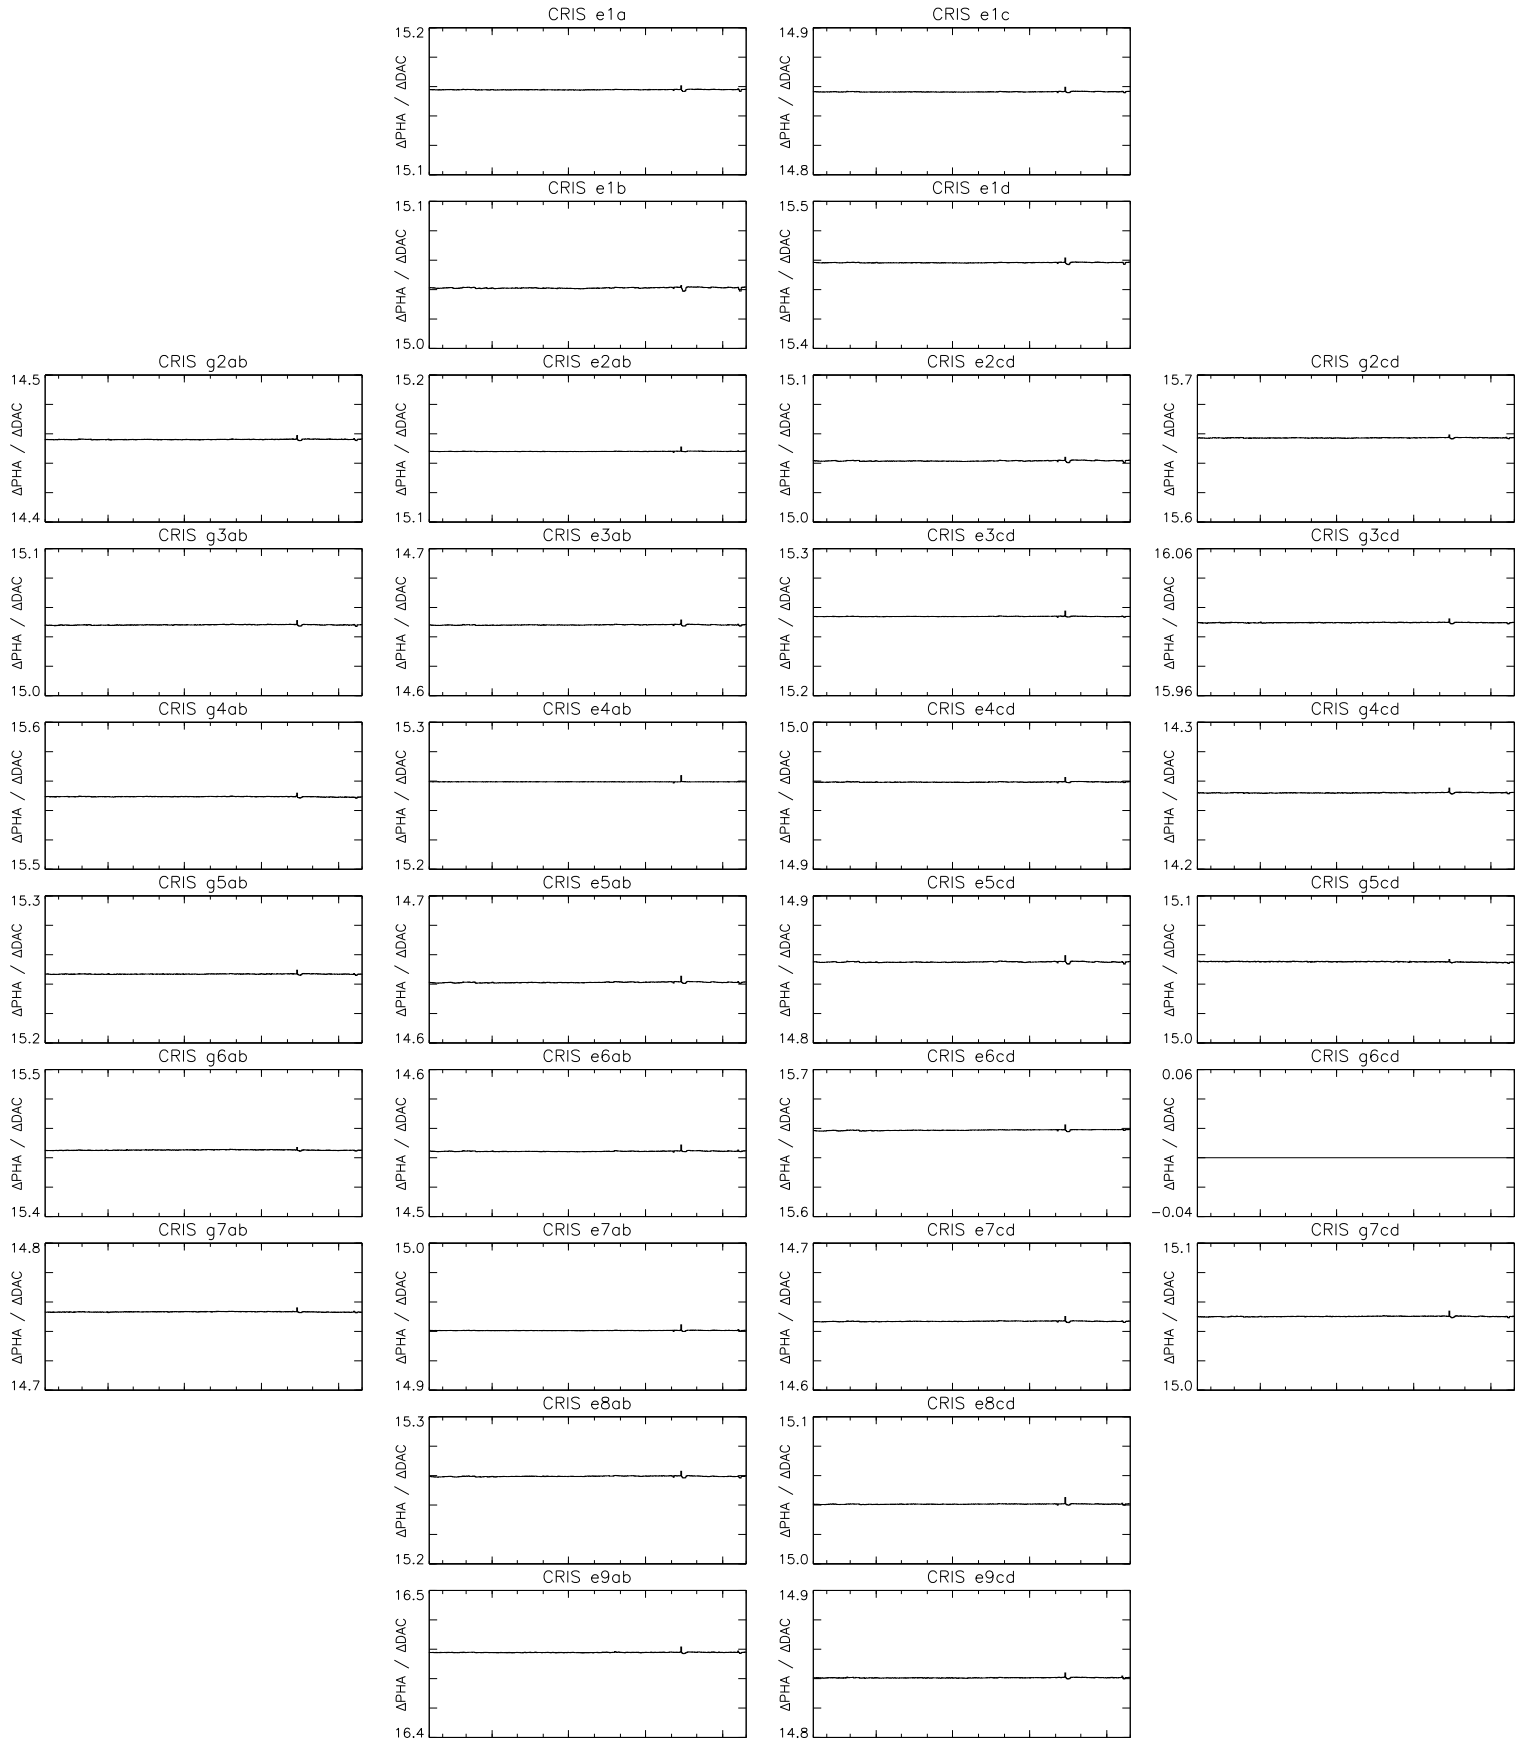 CRIS e1a
15.2
ΔPHA / ΔDAC
15.1
CRIS e1c
14.9
ΔPHA / ΔDAC
14.8
CRIS e1b
15.1
ΔPHA / ΔDAC
15.0
CRIS e1d
15.5
ΔPHA / ΔDAC
15.4
CRIS g2ab
14.5
ΔPHA / ΔDAC
14.4
CRIS e2ab
15.2
ΔPHA / ΔDAC
15.1
CRIS e2cd
15.1
ΔPHA / ΔDAC
15.0
CRIS g2cd
15.7
ΔPHA / ΔDAC
15.6
CRIS g3ab
15.1
ΔPHA / ΔDAC
15.0
CRIS e3ab
14.7
ΔPHA / ΔDAC
14.6
CRIS e3cd
15.3
ΔPHA / ΔDAC
15.2
CRIS g3cd
16.06
ΔPHA / ΔDAC
15.96
CRIS g4ab
15.6
ΔPHA / ΔDAC
15.5
CRIS e4ab
15.3
ΔPHA / ΔDAC
15.2
CRIS e4cd
15.0
ΔPHA / ΔDAC
14.9
CRIS g4cd
14.3
ΔPHA / ΔDAC
14.2
CRIS g5ab
15.3
ΔPHA / ΔDAC
15.2
CRIS e5ab
14.7
ΔPHA / ΔDAC
14.6
CRIS e5cd
14.9
ΔPHA / ΔDAC
14.8
CRIS g5cd
15.1
ΔPHA / ΔDAC
15.0
CRIS g6ab
15.5
ΔPHA / ΔDAC
15.4
CRIS e6ab
14.6
ΔPHA / ΔDAC
14.5
CRIS e6cd
15.7
ΔPHA / ΔDAC
15.6
CRIS g6cd
0.06
ΔPHA / ΔDAC
−0.04
CRIS g7ab
14.8
ΔPHA / ΔDAC
14.7
CRIS e7ab
15.0
ΔPHA / ΔDAC
14.9
CRIS e7cd
14.7
ΔPHA / ΔDAC
14.6
CRIS g7cd
15.1
ΔPHA / ΔDAC
15.0
CRIS e8ab
15.3
ΔPHA / ΔDAC
15.2
CRIS e8cd
15.1
ΔPHA / ΔDAC
15.0
CRIS e9ab
16.5
ΔPHA / ΔDAC
16.4
CRIS e9cd
14.9
ΔPHA / ΔDAC
14.8